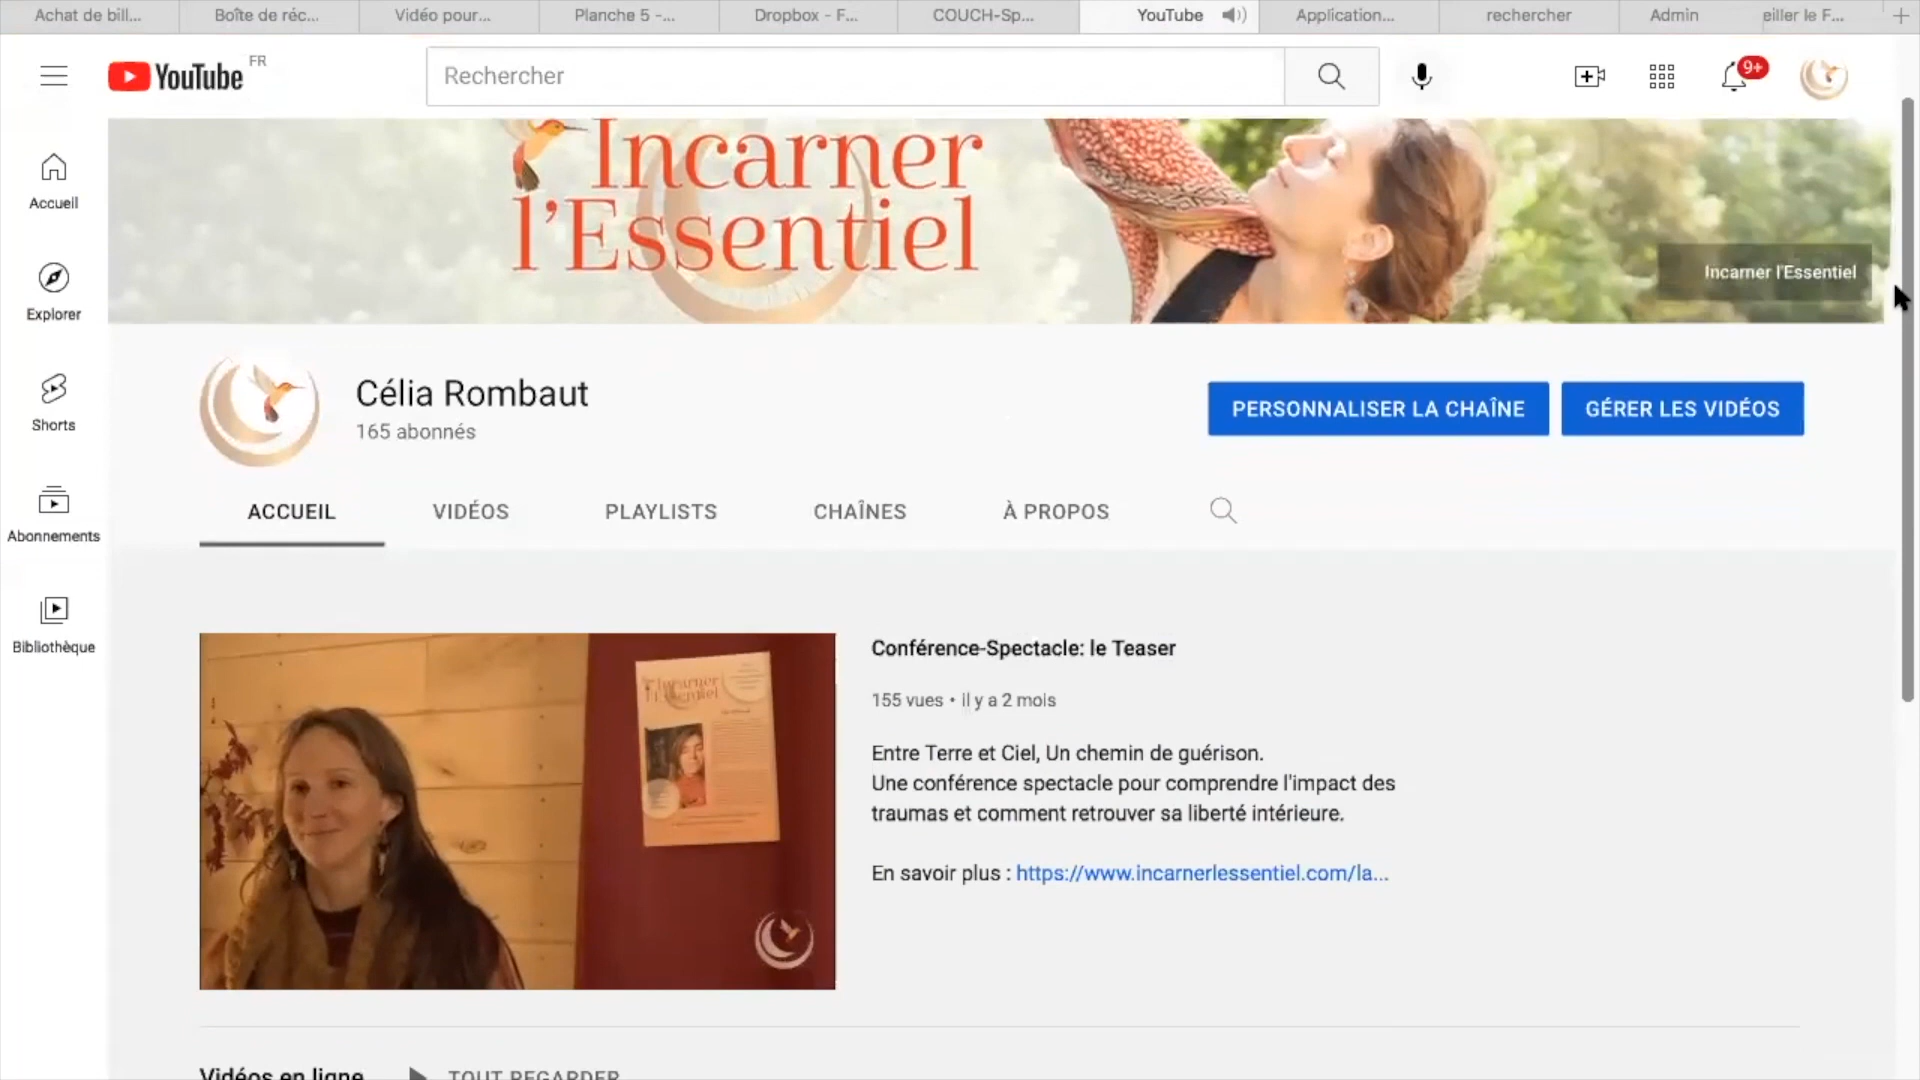 Achat de bill... Boîte de réc... Vidéo pour... Planche 5 -... Dropbox - F... COUCH-Sp... YouTube Application... rechercher Admin eiller le F...
YouTube FR
Rechercher
9+
Accueil
Explorer
Shorts
Abonnements
Bibliothèque
Incarner
l'Essentiel
Incarner l'Essentiel
Célia Rombaut
165 abonnés
PERSONNALISER LA CHAÎNE
GÉRER LES VIDÉOS
ACCUEIL VIDÉOS PLAYLISTS CHAÎNES À PROPOS
Incarner
l'Essentiel
Conférence-Spectacle: le Teaser
155 vues • il y a 2 mois
Entre Terre et Ciel, Un chemin de guérison.
Une conférence spectacle pour comprendre l'impact des
traumas et comment retrouver sa liberté intérieure.
En savoir plus : https://www.incarnerlessentiel.com/la...
Vidéos en ligne TOUT REGARDER